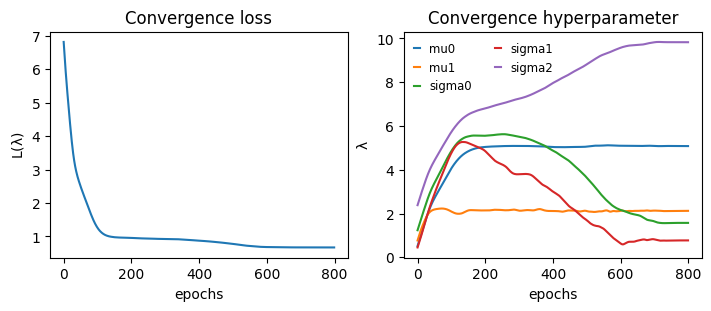 Convergence loss
7
6
5
4
3
2
1
L(λ)
0 200 400 600 800
epochs
Convergence hyperparameter
10
8
6
4
2
0
λ
mu0 sigma1
mu1 sigma2
sigma0
0 200 400 600 800
epochs